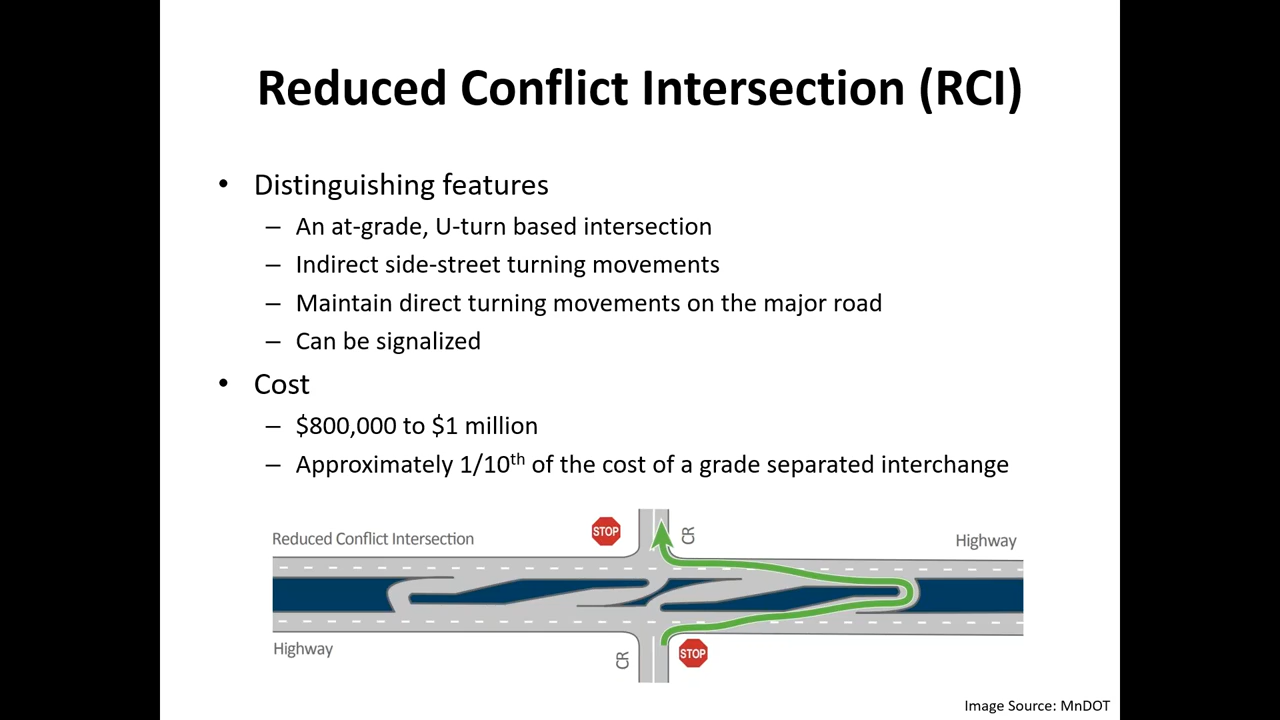 Reduced Conflict Intersection (RCI)
• Distinguishing features
– An at-grade, U-turn based intersection
– Indirect side-street turning movements
– Maintain direct turning movements on the major road
– Can be signalized
• Cost
– $800,000 to $1 million
– Approximately 1/10th of the cost of a grade separated interchange
STOP
CR
Reduced Conflict Intersection
Highway
Highway
CR
STOP
Image Source: MnDOT